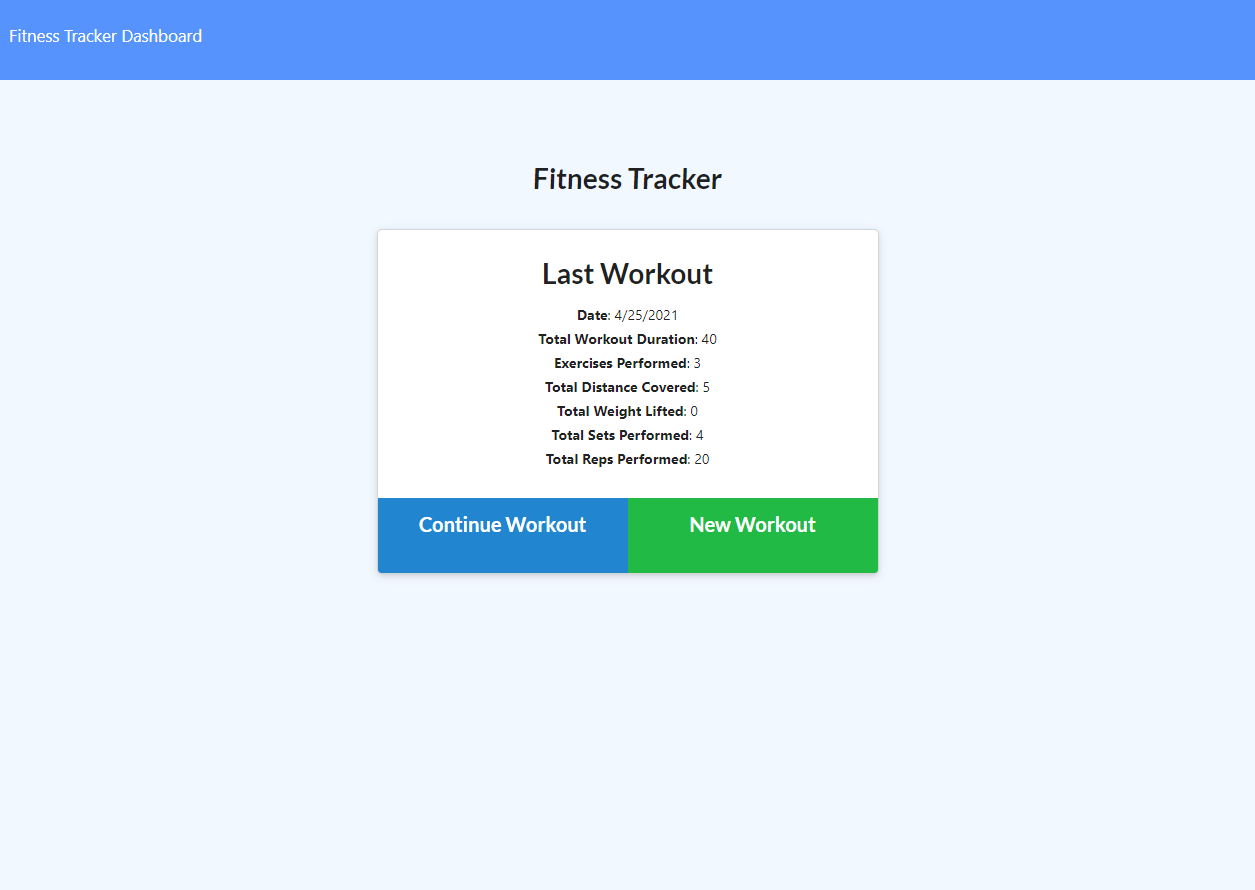 Fitness Tracker Dashboard
Fitness Tracker
Last Workout
Date: 4/25/2021
Total Workout Duration: 40
Exercises Performed: 3
Total Distance Covered: 5
Total Weight Lifted: 0
Total Sets Performed: 4
Total Reps Performed: 20
Continue Workout
New Workout